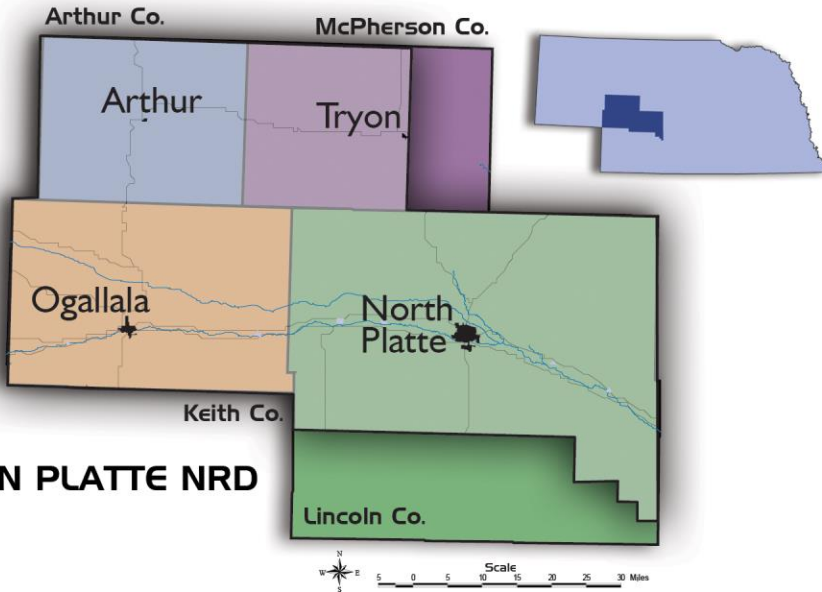 Arthur Co.
McPherson Co.
Arthur
Tryon
Ogallala
North
Platte
Keith Co.
N PLATTE NRD
Lincoln Co.
N
W E
S
Scale
5 0 5 10 15 20 25 30 Miles